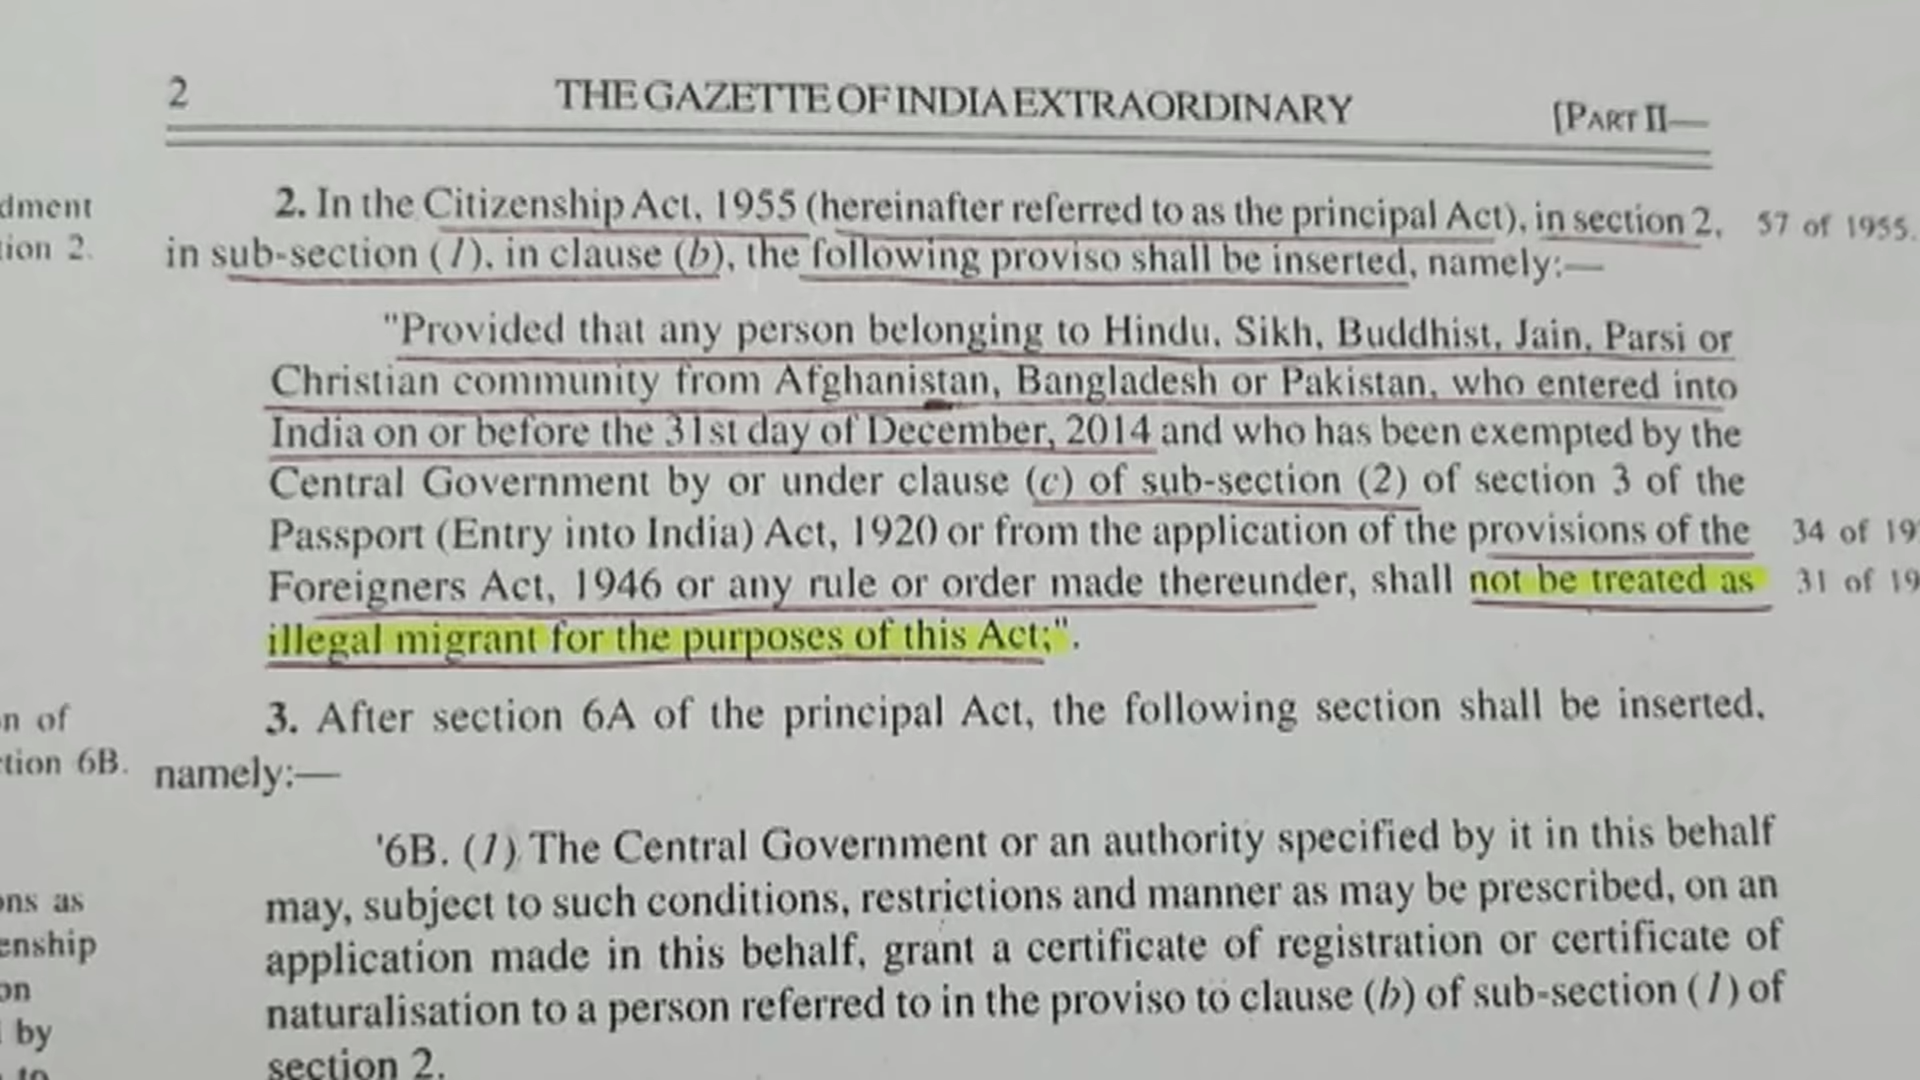 2 THE GAZETTE OF INDIA EXTRAORDINARY [PART II—
dment 2. In the Citizenship Act, 1955 (hereinafter referred to as the principal Act), in section 2, 57 of 1955.
tion 2. in sub-section (1), in clause (b), the following proviso shall be inserted, namely:—
"Provided that any person belonging to Hindu, Sikh, Buddhist, Jain, Parsi or
Christian community from Afghanistan, Bangladesh or Pakistan, who entered into
India on or before the 31st day of December, 2014 and who has been exempted by the
Central Government by or under clause (c) of sub-section (2) of section 3 of the
Passport (Entry into India) Act, 1920 or from the application of the provisions of the 34 of 19
Foreigners Act, 1946 or any rule or order made thereunder, shall not be treated as 31 of 19
illegal migrant for the purposes of this Act;".
n of 3. After section 6A of the principal Act, the following section shall be inserted,
tion 6B. namely:—
'6B. (1) The Central Government or an authority specified by it in this behalf
ons as may, subject to such conditions, restrictions and manner as may be prescribed, on an
enship application made in this behalf, grant a certificate of registration or certificate of
on naturalisation to a person referred to in the proviso to clause (b) of sub-section (1) of
by section 2.
to